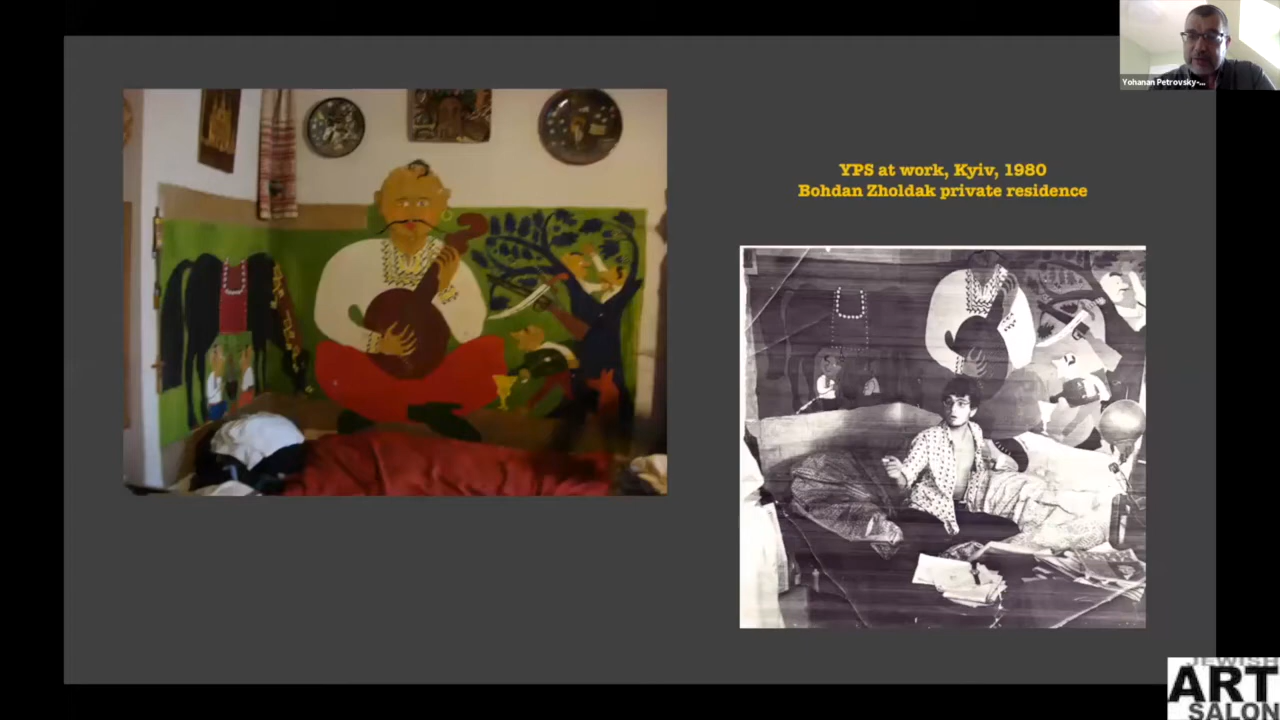 Yohanan Petrovsky-...
YPS at work, Kyiv, 1980
Bohdan Zholdak private residence
JEWISH
ART
SALON